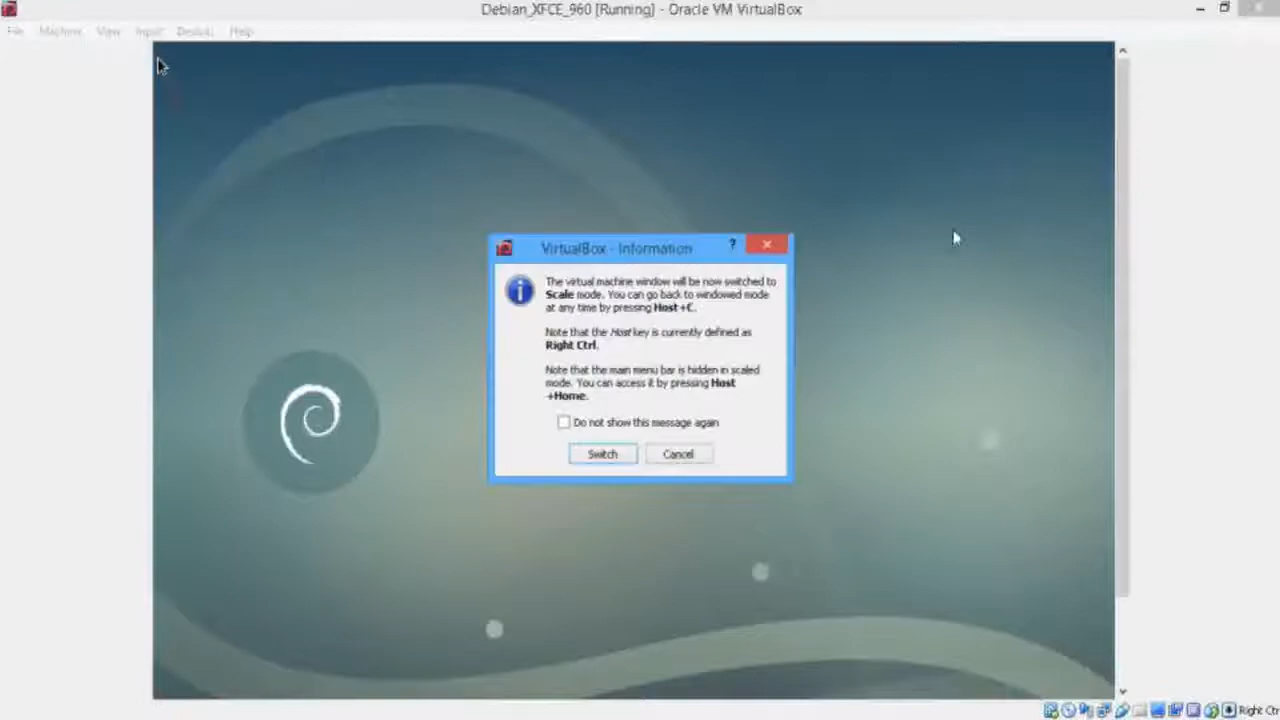 Debian_XFCE_960 [Running] - Oracle VM VirtualBox
File Machine View Input Devices Help
VirtualBox - Information
?
The virtual machine window will be now switched to
Scale mode. You can go back to windowed mode
at any time by pressing Host+C.
Note that the Host key is currently defined as
Right Ctrl.
Note that the main menu bar is hidden in scaled
mode. You can access it by pressing Host
+Home.
Do not show this message again
Switch Cancel
Right Ctr